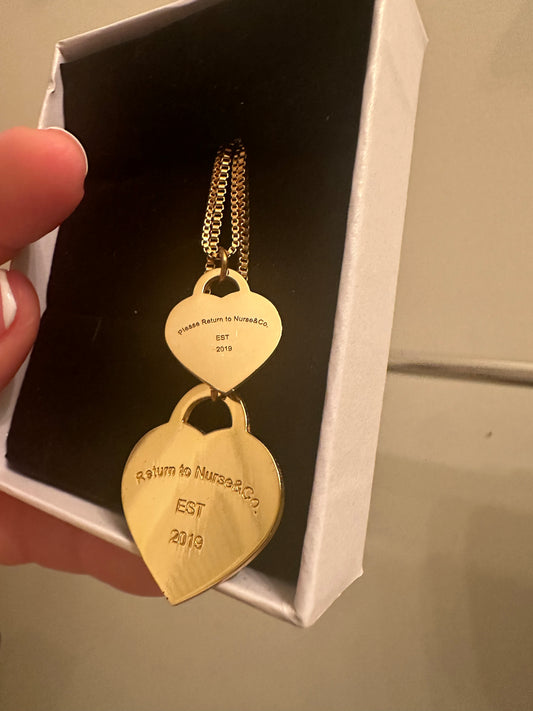 Please Return to Nurse&Co.
EST
2019
Return to Nurse&Co.
EST
2019